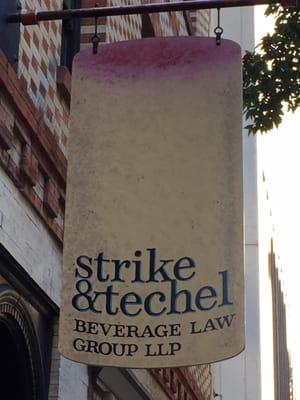 strike
&techel
BEVERAGE LAW
GROUP LLP